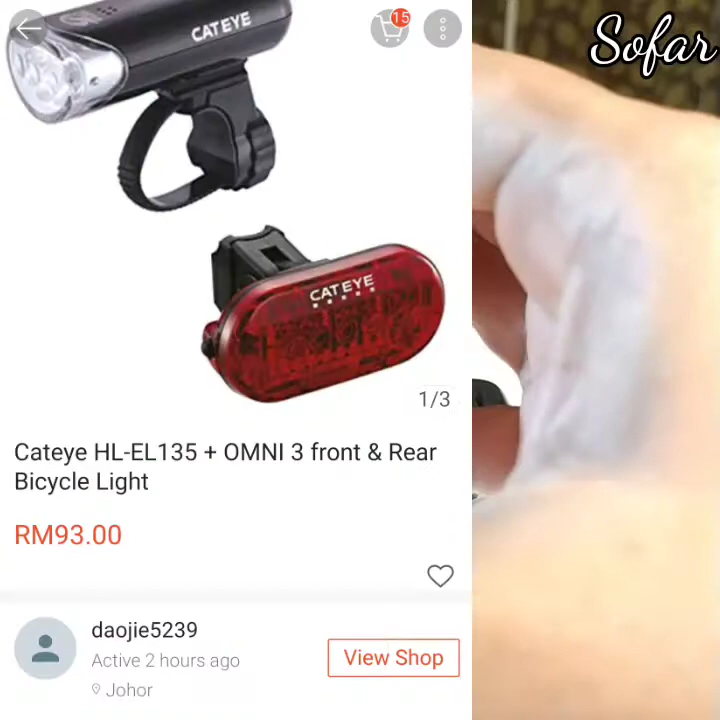 15
Sofar
CATEYE
CATEYE
1/3
Cateye HL-EL135 + OMNI 3 front & Rear
Bicycle Light
RM93.00
daojie5239
Active 2 hours ago
View Shop
Johor